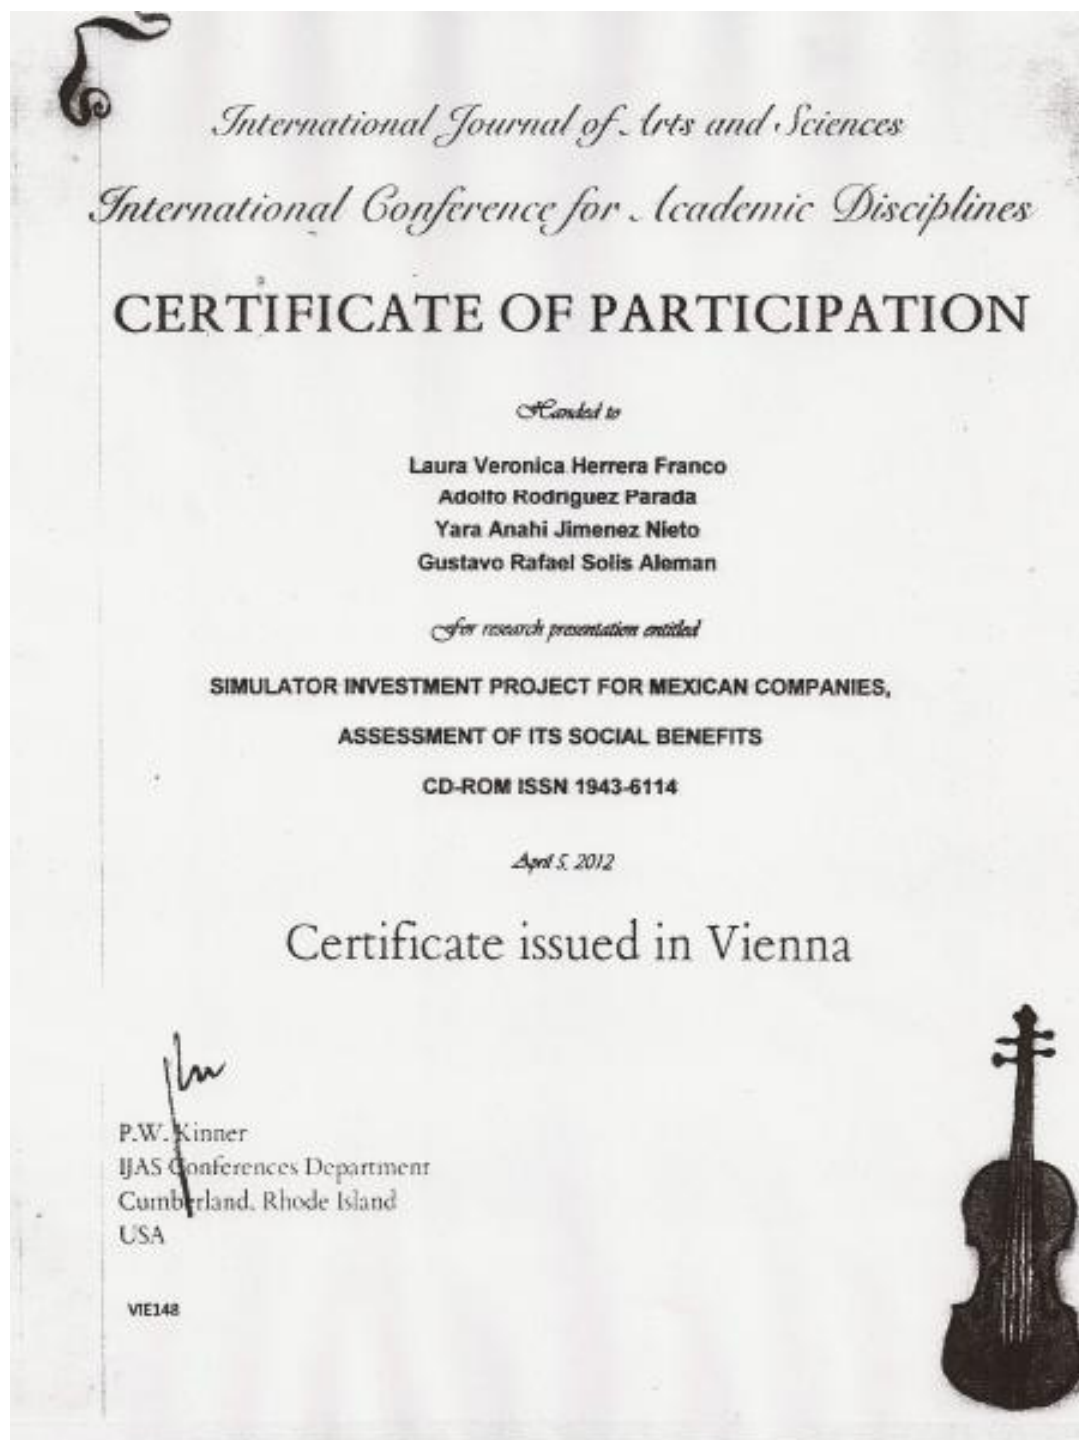 International Journal of Arts and Sciences
International Conference for Academic Disciplines
CERTIFICATE OF PARTICIPATION
Handed to
Laura Veronica Herrera Franco
Adolfo Rodriguez Parada
Yara Anahi Jimenez Nieto
Gustavo Rafael Solis Aleman
For research presentation entitled
SIMULATOR INVESTMENT PROJECT FOR MEXICAN COMPANIES,
ASSESSMENT OF ITS SOCIAL BENEFITS
CD-ROM ISSN 1943-6114
April 5, 2012
Certificate issued in Vienna
P.W. Kinner
IJAS Conferences Department
Cumberland, Rhode Island
USA
VIE148